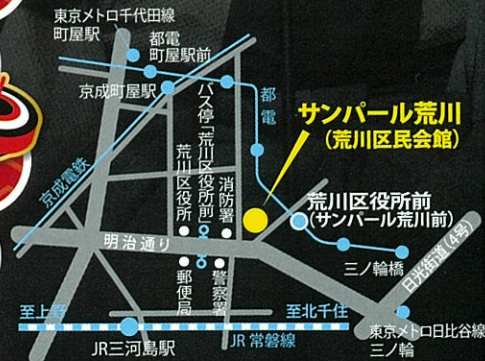 東京メトロ千代田線
町屋駅
都電
町屋駅前
京成町屋駅
都電
サンパール荒川
(荒川区民会館)
京成電鉄
荒川区役所
バス停「荒川区役所前」
消防署
荒川区役所前
(サンパール荒川前)
明治通り
郵便局
警察署
三ノ輪橋
日光街道(4号)
至上野
至北千住
JR三河島駅
JR 常磐線
東京メトロ日比谷線
三ノ輪